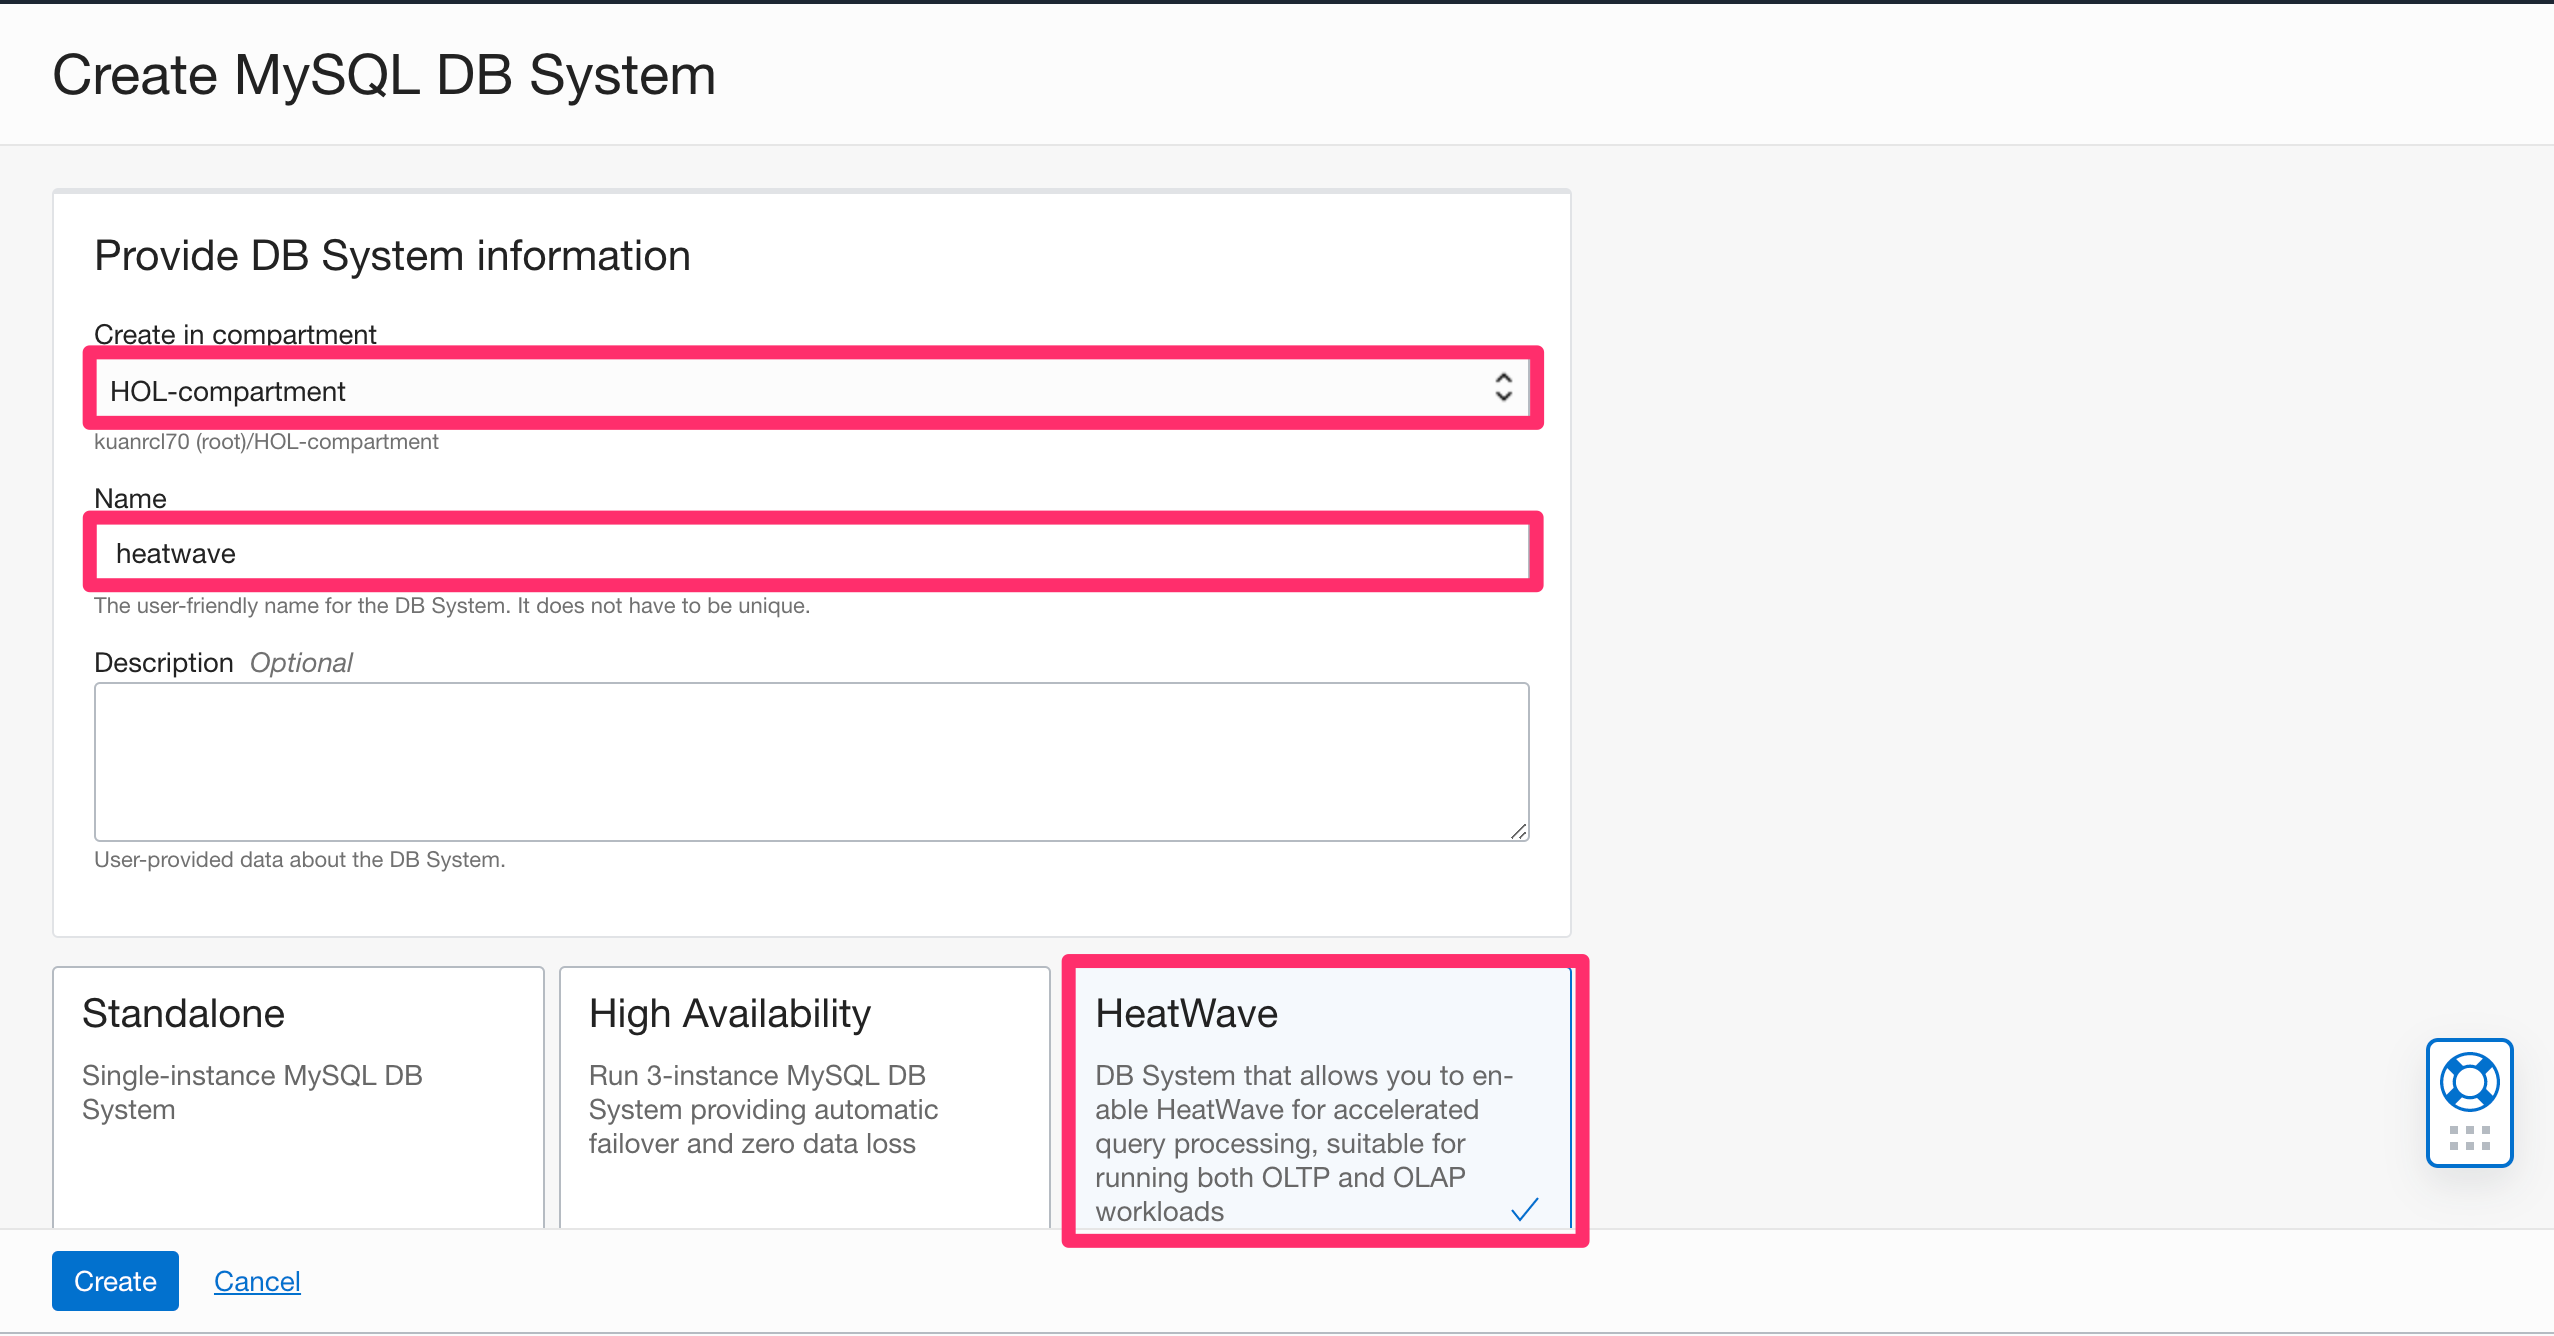 Create MySQL DB System
Provide DB System information
Create in compartment
HOL-compartment
kuanrcl70 (root)/HOL-compartment
Name
heatwave
The user-friendly name for the DB System. It does not have to be unique.
Description Optional
User-provided data about the DB System.
Standalone
Single-instance MySQL DB
System
High Availability
Run 3-instance MySQL DB
System providing automatic
failover and zero data loss
HeatWave
DB System that allows you to en-
able HeatWave for accelerated
query processing, suitable for
running both OLTP and OLAP
workloads
Create Cancel